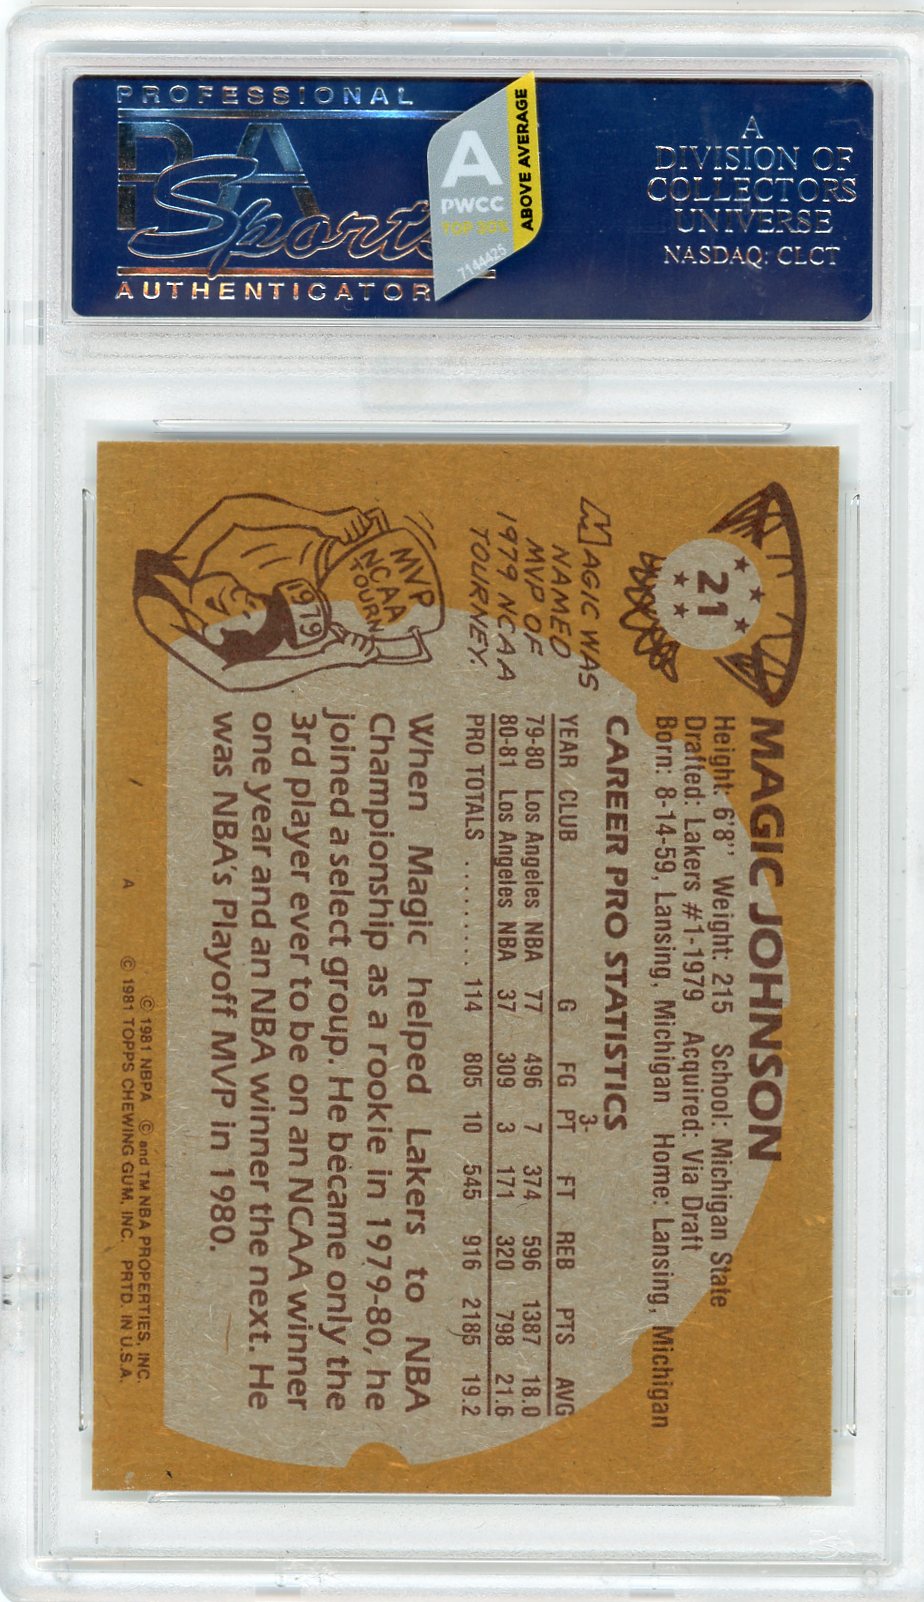 PROFESSIONAL
PSA
Sports
AUTHENTICATOR
A
PWCC
TOP 30%
ABOVE AVERAGE
7144425
A
DIVISION OF
COLLECTORS
UNIVERSE
NASDAQ: CLCT
21
MAGIC JOHNSON
Height: 6'8'' Weight: 215 School: Michigan State
Drafted: Lakers #1-1979 Acquired: Via Draft
Born: 8-14-59, Lansing, Michigan Home: Lansing, Michigan
CAREER PRO STATISTICS
YEAR CLUB G FG 3-PT FT REB PTS AVG
79-80 Los Angeles NBA 77 496 7 374 596 1387 18.0
80-81 Los Angeles NBA 37 309 3 171 320 798 21.6
PRO TOTALS ......... 114 805 10 545 916 2185 19.2
MAGIC WAS
NAMED
MVP OF
1979 NCAA
TOURNEY.
MVP
NCAA
TOURN
1979
When Magic helped Lakers to NBA
Championship as a rookie in 1979-80, he
joined a select group. He became only the
3rd player ever to be on an NCAA winner
one year and an NBA winner the next. He
was NBA's Playoff MVP in 1980.
© 1981 NBPA © and TM NBA PROPERTIES, INC.
A © 1981 TOPPS CHEWING GUM, INC. PRTD. IN U.S.A.